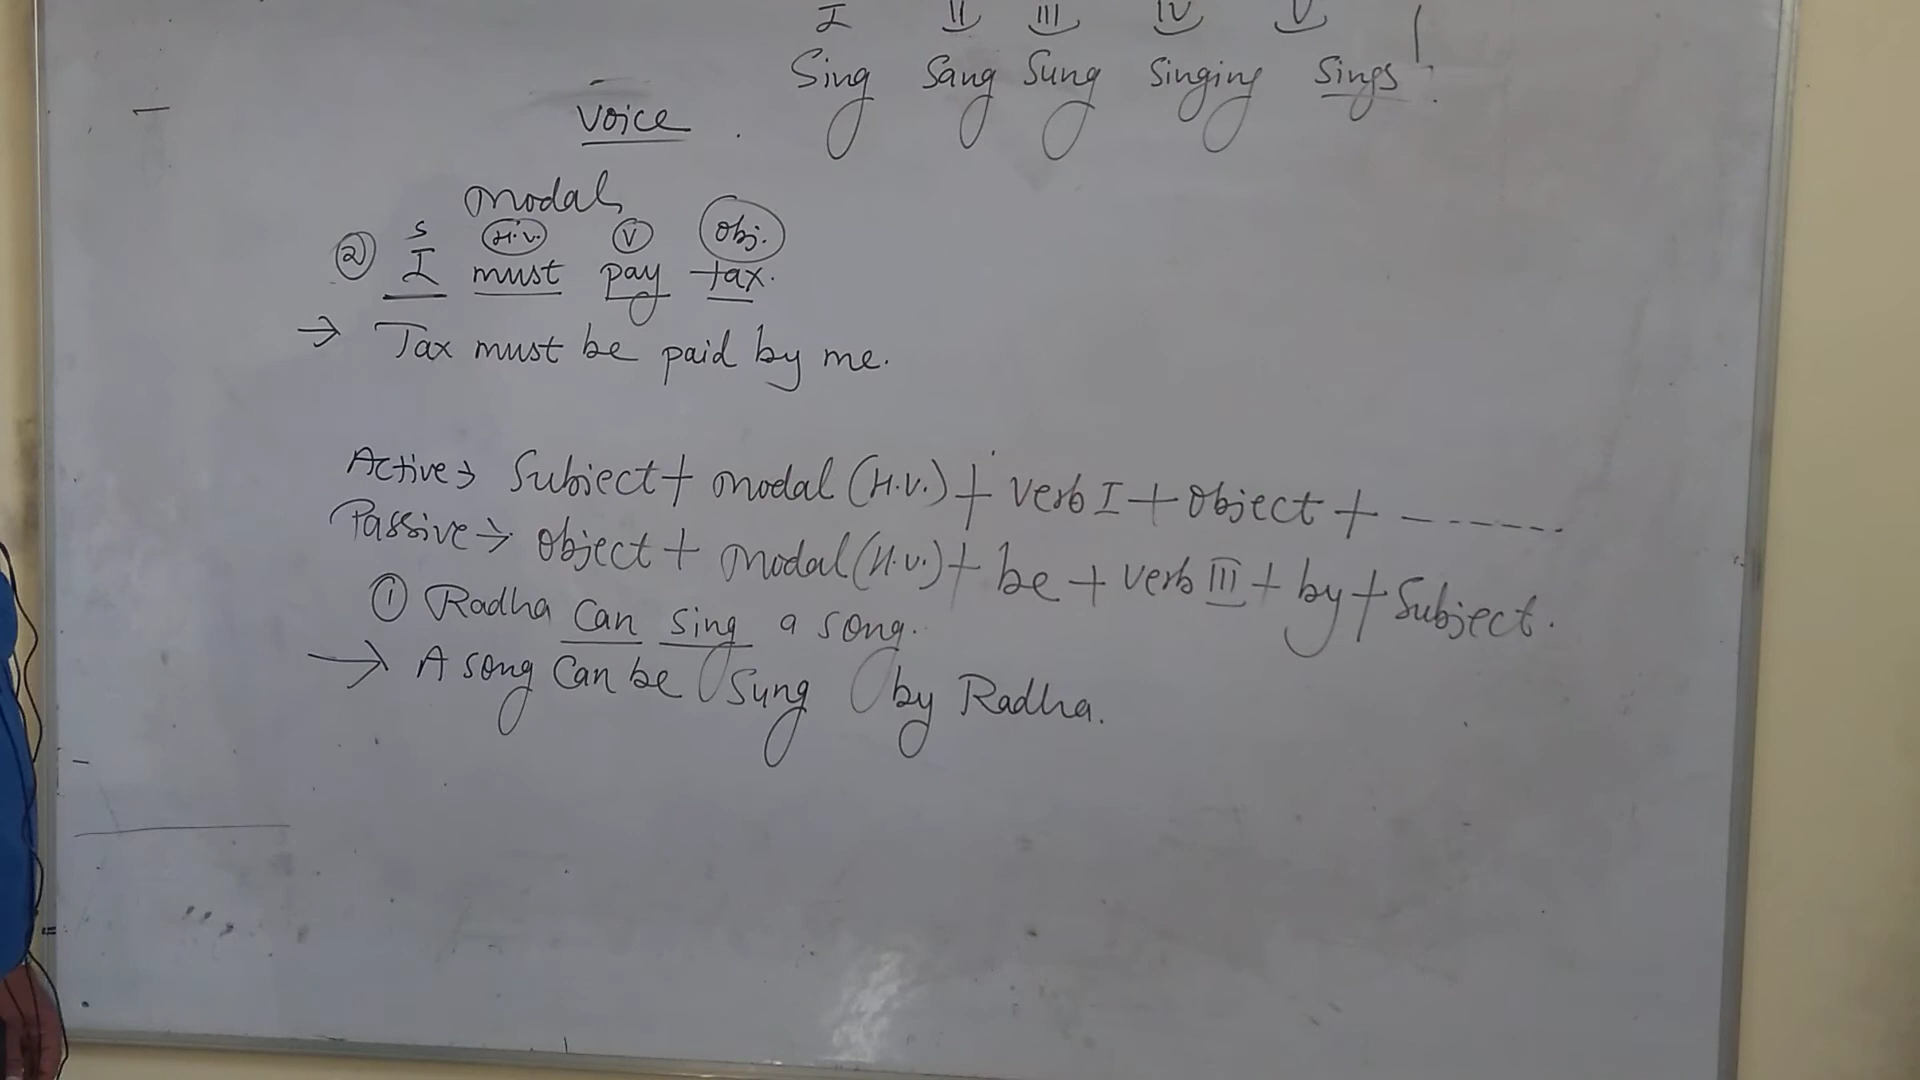 I II III IV V
Sing Sang Sung Singing Sings
Voice
Modals
S H.V. V Obj.
② I must pay tax.
→ Tax must be paid by me.
Active → Subject + Modal (H.V.) + Verb I + Object + -------
Passive → Object + Modal (H.V.) + be + Verb III + by + Subject.
① Radha Can Sing a song.
→ A song Can be Sung by Radha.